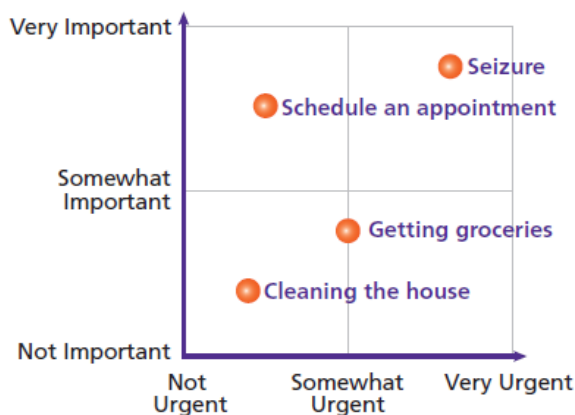 Very Important
Seizure
Schedule an appointment
Somewhat
Important
Getting groceries
Cleaning the house
Not Important
Not
Urgent
Somewhat
Urgent
Very Urgent